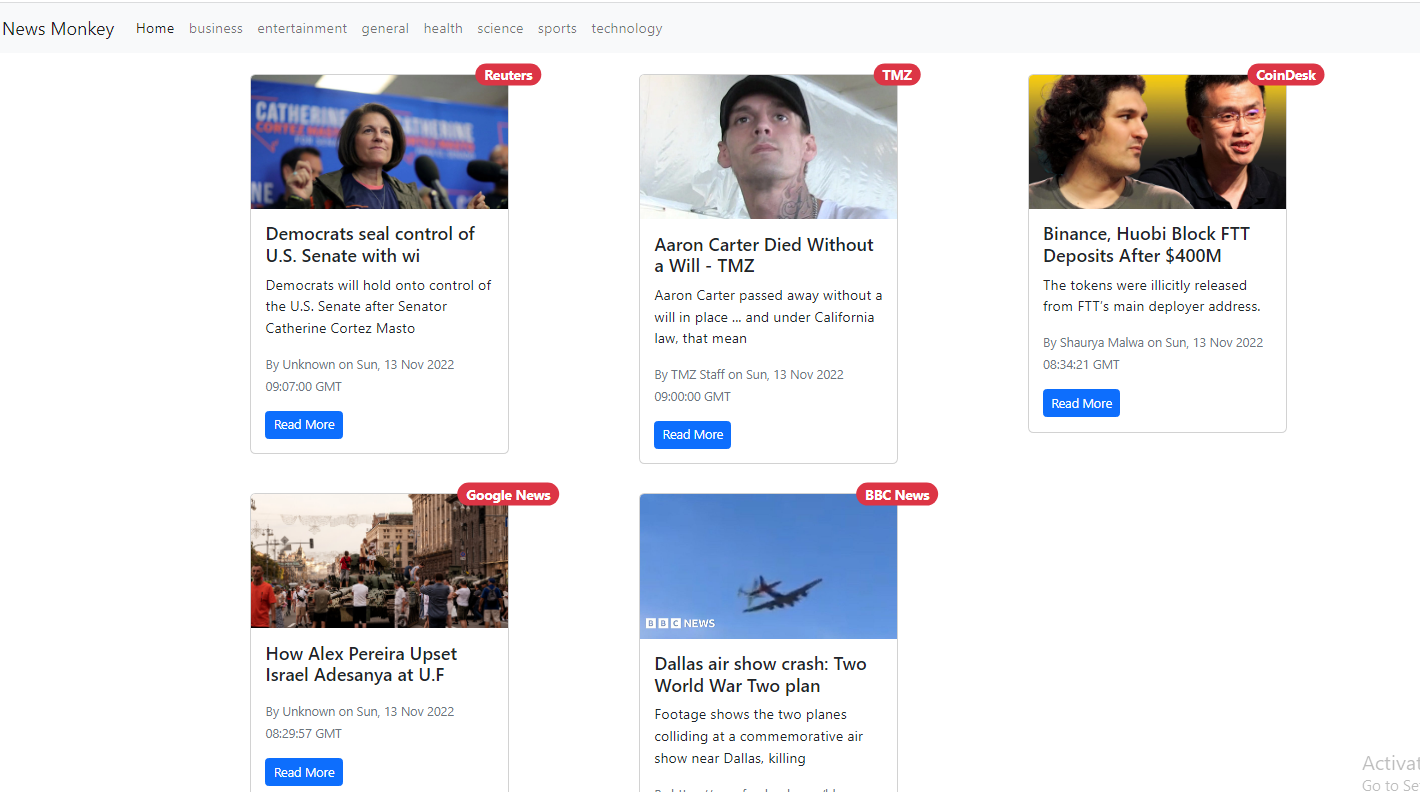 News Monkey Home business entertainment general health science sports technology
Reuters
CATHERINE
CORTEZ MASTO
Democrats seal control of
U.S. Senate with wi
Democrats will hold onto control of
the U.S. Senate after Senator
Catherine Cortez Masto
By Unknown on Sun, 13 Nov 2022
09:07:00 GMT
Read More
TMZ
Aaron Carter Died Without
a Will - TMZ
Aaron Carter passed away without a
will in place ... and under California
law, that mean
By TMZ Staff on Sun, 13 Nov 2022
09:00:00 GMT
Read More
CoinDesk
Binance, Huobi Block FTT
Deposits After $400M
The tokens were illicitly released
from FTT’s main deployer address.
By Shaurya Malwa on Sun, 13 Nov 2022
08:34:21 GMT
Read More
Google News
How Alex Pereira Upset
Israel Adesanya at U.F
By Unknown on Sun, 13 Nov 2022
08:29:57 GMT
Read More
BBC News
BBC NEWS
Dallas air show crash: Two
World War Two plan
Footage shows the two planes
colliding at a commemorative air
show near Dallas, killing
Activat
Go to Se